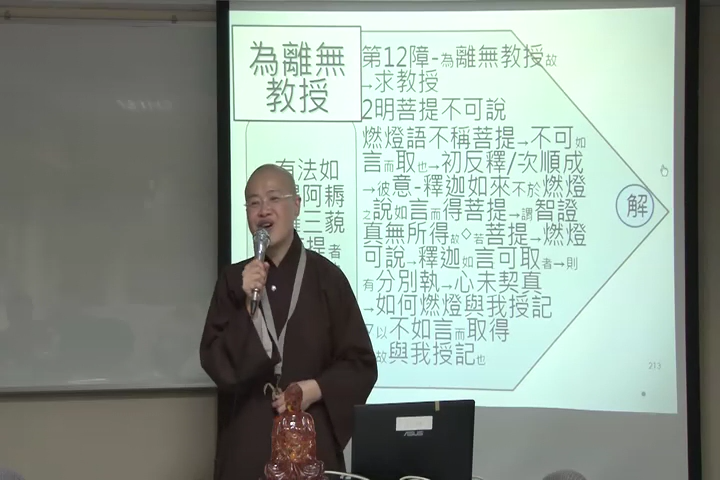 為離無
教授
有法如
阿耨
三藐
提者
第12障-為離無教授故
→求教授
2明菩提不可說
燃燈語不稱菩提→不可如
言而取也→初反釋/次順成
→彼意-釋迦如來不於燃燈
之說如言而得菩提→謂智證
真無所得故◇若菩提→燃燈
可說→釋迦如言可取者→則
有分別執→心未契真
→如何燃燈與我授記
又以不如言而取得
故與我授記也
解
213
ASUS